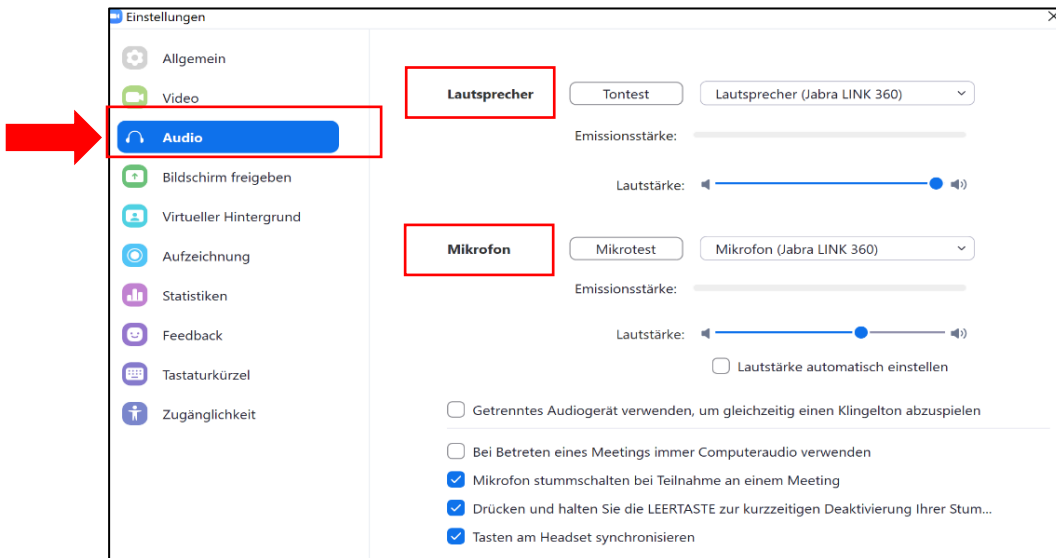 Einstellungen
Allgemein
Video
Audio
Bildschirm freigeben
Virtueller Hintergrund
Aufzeichnung
Statistiken
Feedback
Tastaturkürzel
Zugänglichkeit
Lautsprecher Tontest Lautsprecher (Jabra LINK 360)
Emissionsstärke:
Lautstärke:
Mikrofon Mikrotest Mikrofon (Jabra LINK 360)
Emissionsstärke:
Lautstärke:
Lautstärke automatisch einstellen
Getrenntes Audiogerät verwenden, um gleichzeitig einen Klingelton abzuspielen
Bei Betreten eines Meetings immer Computeraudio verwenden
Mikrofon stummschalten bei Teilnahme an einem Meeting
Drücken und halten Sie die LEERTASTE zur kurzzeitigen Deaktivierung Ihrer Stum...
Tasten am Headset synchronisieren